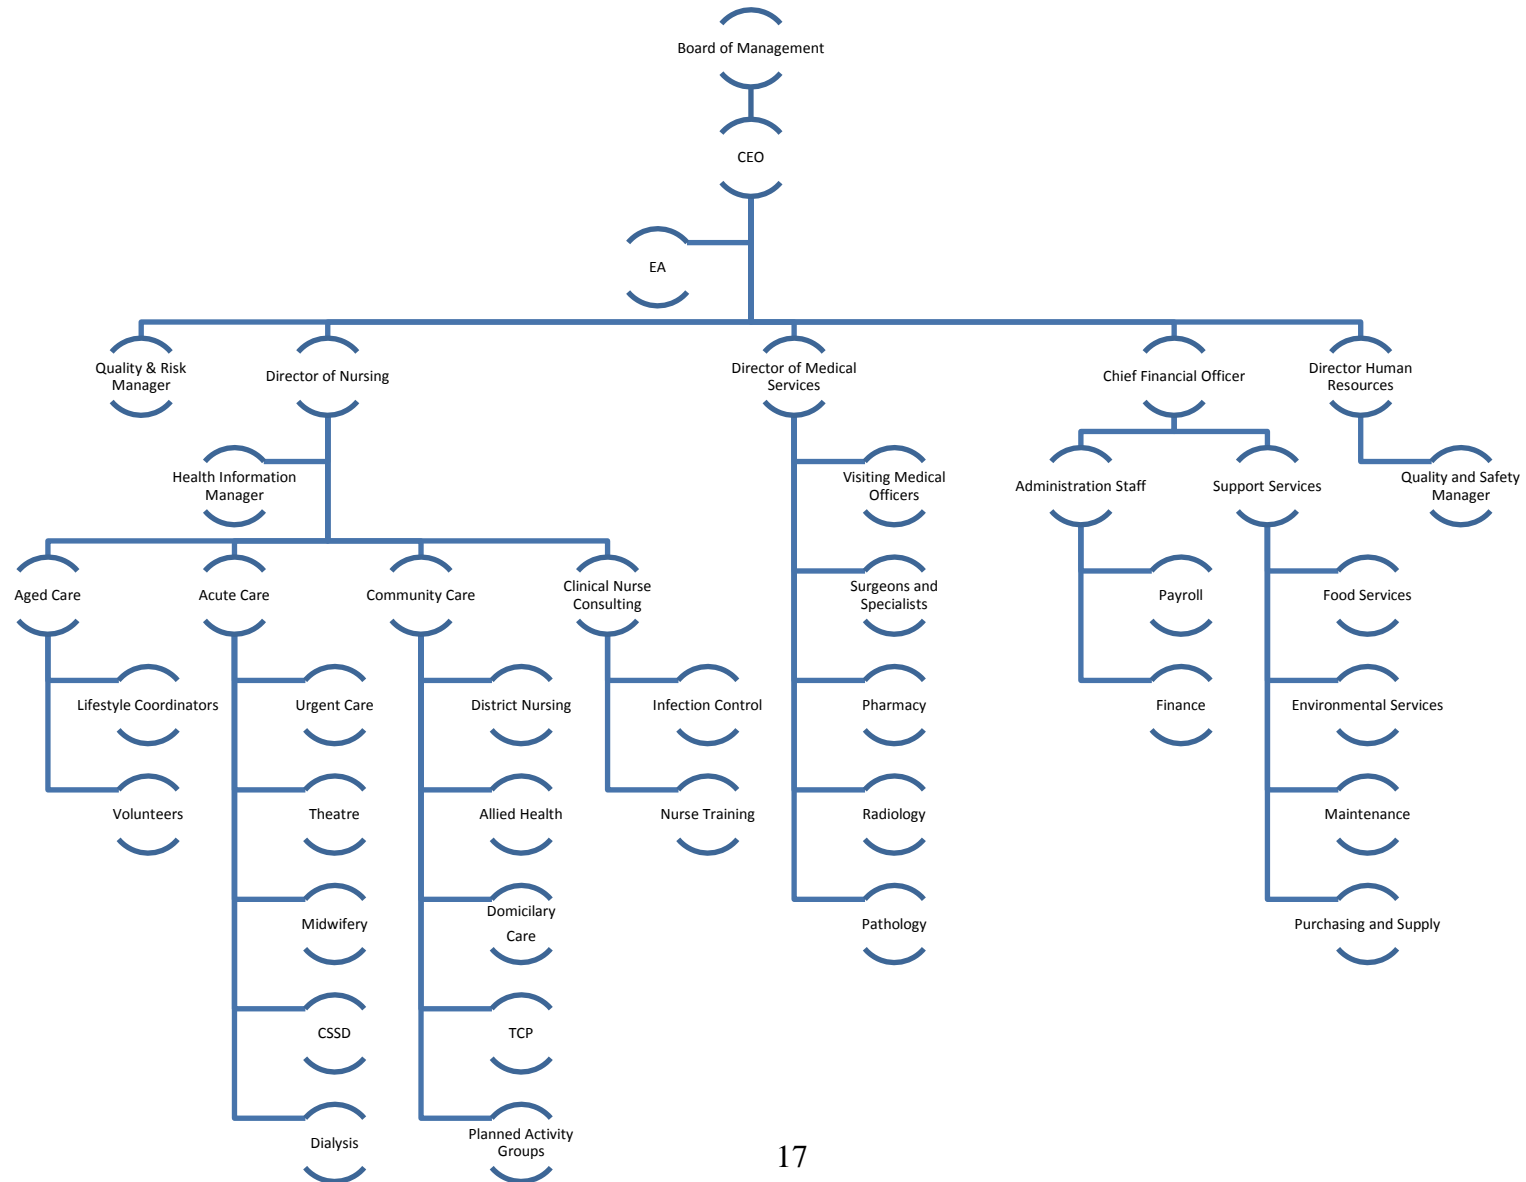 Board of Management
CEO
EA
Quality & Risk
Manager
Director of Nursing
Director of Medical
Services
Chief Financial Officer
Director Human
Resources
Health Information
Manager
Visiting Medical
Officers
Administration Staff
Support Services
Quality and Safety
Manager
Aged Care
Acute Care
Community Care
Clinical Nurse
Consulting
Surgeons and
Specialists
Payroll
Food Services
Lifestyle Coordinators
Urgent Care
District Nursing
Infection Control
Pharmacy
Finance
Environmental Services
Volunteers
Theatre
Allied Health
Nurse Training
Radiology
Maintenance
Midwifery
Domicilary
Care
Pathology
Purchasing and Supply
CSSD
TCP
Dialysis
Planned Activity
Groups
17